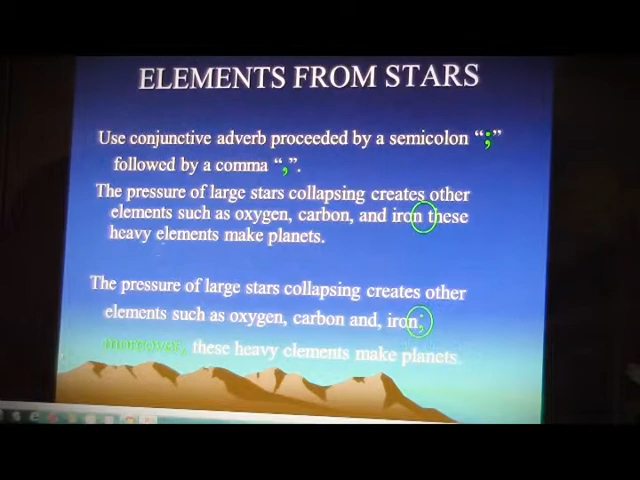 ELEMENTS FROM STARS
Use conjunctive adverb proceeded by a semicolon “;”
followed by a comma “,”.
The pressure of large stars collapsing creates other
elements such as oxygen, carbon, and iron these
heavy elements make planets.
The pressure of large stars collapsing creates other
elements such as oxygen, carbon and, iron;
moreover, these heavy elements make planets.